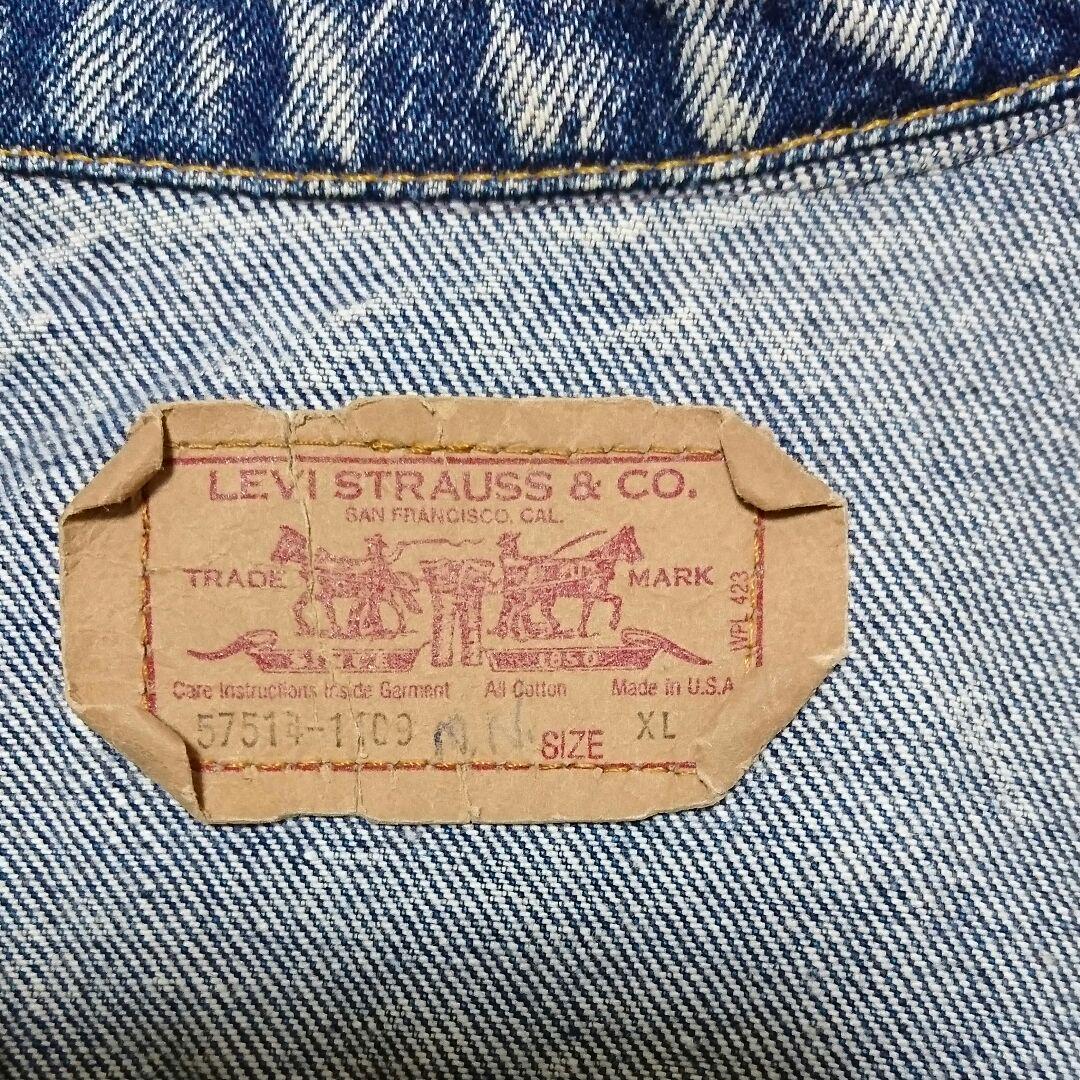 LEVI STRAUSS & CO.
SAN FRANCISCO, CAL.
TRADE MARK
WPL 423
Care Instructions Inside Garment All Cotton Made in U.S.A
SIZE XL